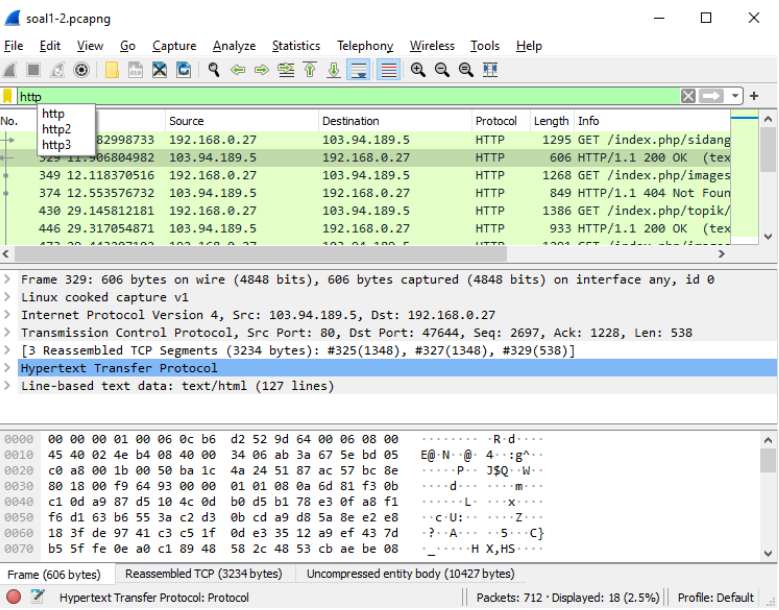 soal1-2.pcapng
File Edit View Go Capture Analyze Statistics Telephony Wireless Tools Help
http
No. Source Destination Protocol Length Info
http
http2
http3
82998733 192.168.0.27 103.94.189.5 HTTP 1295 GET /index.php/sidang
329 11.906804982 103.94.189.5 192.168.0.27 HTTP 606 HTTP/1.1 200 OK (tex
349 12.118370516 192.168.0.27 103.94.189.5 HTTP 1268 GET /index.php/images
374 12.553576732 103.94.189.5 192.168.0.27 HTTP 849 HTTP/1.1 404 Not Foun
430 29.145812181 192.168.0.27 103.94.189.5 HTTP 1386 GET /index.php/topik/
446 29.317054871 103.94.189.5 192.168.0.27 HTTP 933 HTTP/1.1 200 OK (tex
Frame 329: 606 bytes on wire (4848 bits), 606 bytes captured (4848 bits) on interface any, id 0
Linux cooked capture v1
Internet Protocol Version 4, Src: 103.94.189.5, Dst: 192.168.0.27
Transmission Control Protocol, Src Port: 80, Dst Port: 47644, Seq: 2697, Ack: 1228, Len: 538
[3 Reassembled TCP Segments (3234 bytes): #325(1348), #327(1348), #329(538)]
Hypertext Transfer Protocol
Line-based text data: text/html (127 lines)
0000 00 00 00 01 00 06 0c b6 d2 52 9d 64 00 06 08 00 ········ ·R·d····
0010 45 40 02 4e b4 08 40 00 34 06 ab 3a 67 5e bd 05 E@·N··@· 4··:g^··
0020 c0 a8 00 1b 00 50 ba 1c 4a 24 51 87 ac 57 bc 8e ·····P·· J$Q··W··
0030 80 18 00 f9 64 93 00 00 01 01 08 0a 6d 81 f3 0b ····d··· ····m···
0040 c1 0d a9 87 d5 10 4c 0d b0 d5 b1 78 e3 0f a8 f1 ······L· ···x····
0050 f6 d1 63 b6 55 3a c2 d3 0b cd a9 d8 5a 8e e2 e8 ··c·U:·· ····Z···
0060 18 3f de 97 41 c3 c5 1f 0d e3 35 12 a9 ef 43 7d ·?··A··· ··5···C}
0070 b5 5f fe 0e a0 c1 89 48 58 2c 48 53 cb ae be 08 ·_·····H X,HS····
Frame (606 bytes) Reassembled TCP (3234 bytes) Uncompressed entity body (10427 bytes)
Hypertext Transfer Protocol: Protocol Packets: 712 · Displayed: 18 (2.5%) Profile: Default